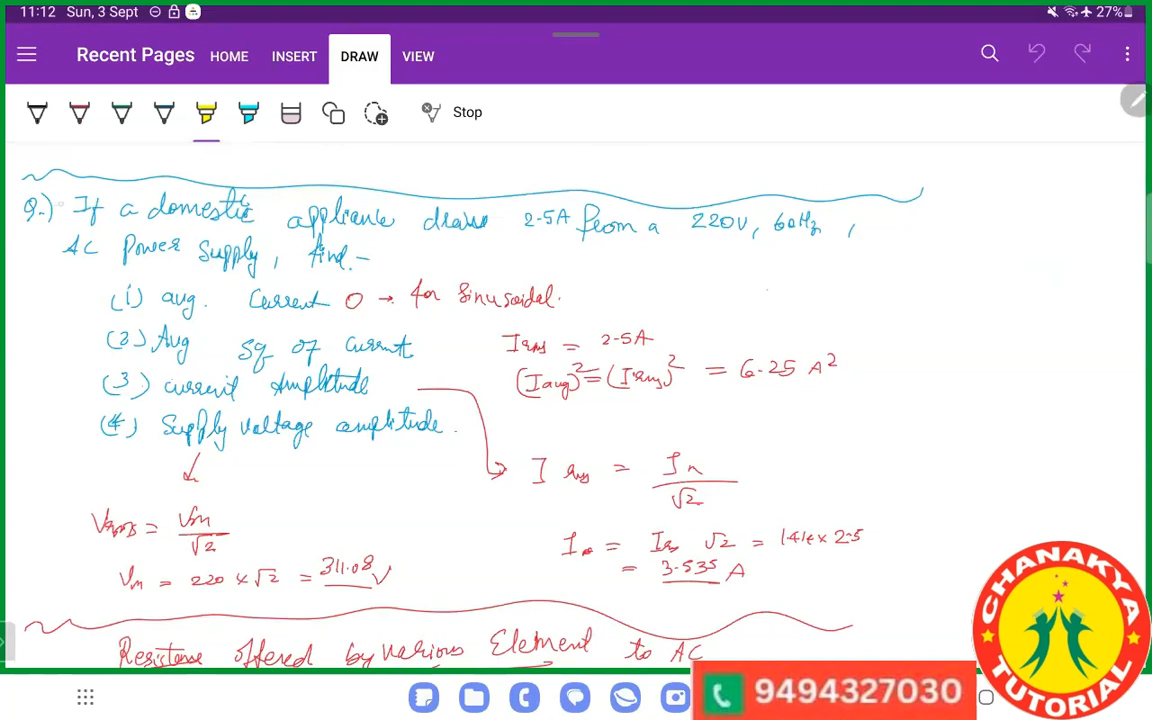 11:12 Sun, 3 Sept
27%
Recent Pages HOME INSERT DRAW VIEW
Stop
Q.) If a domestic appliance draws 2.5A from a 220V, 60Hz,
AC Power Supply, find.-
(1) avg. Current 0 → for sinusoidal.
(2) Avg Sq of Current
Irms = 2.5A
(Iavg)² = (Irms)² = 6.25 A²
(3) current Amplitude
(4) Supply voltage amplitude.
I rms = Im/√2
Vrms = Vm/√2
Im = Irms √2 = 1.414 x 2.5
= 3.535 A
Vm = 220 x √2 = 311.08 V
Resistance offered by various Element to AC
9494327030
CHANAKYA
TUTORIAL